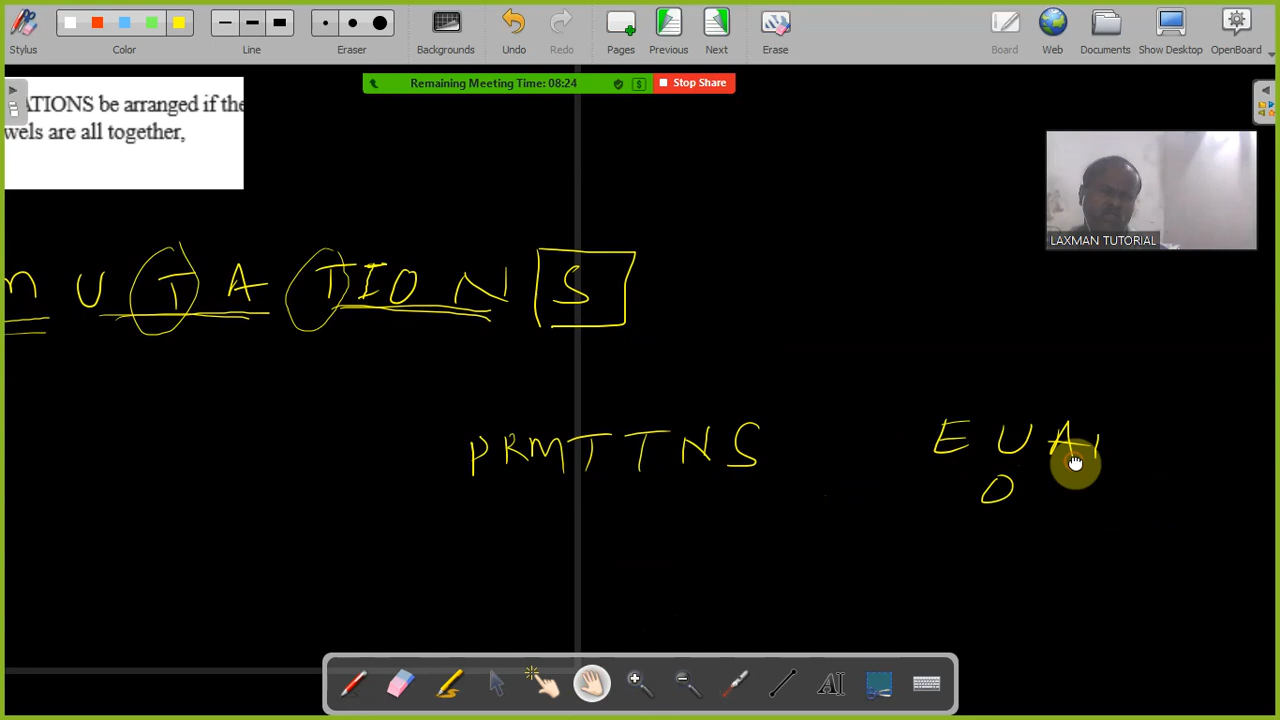 Stylus Color Line Eraser Backgrounds Undo Redo Pages Previous Next Erase Board Web Documents Show Desktop OpenBoard
Remaining Meeting Time: 08:24 Stop Share
ATIONS be arranged if the
wels are all together,
LAXMAN TUTORIAL
M U T A T I O N S
P R M T T N S E U A I
O
AI